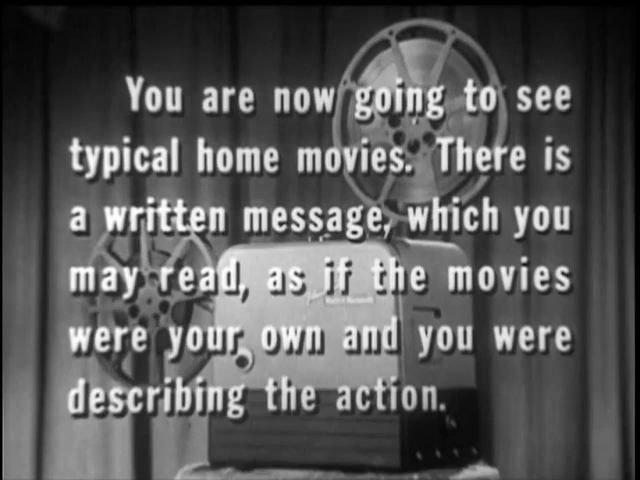 You are now going to see
typical home movies. There is
a written message, which you
may read, as if the movies
were your own and you were
describing the action.